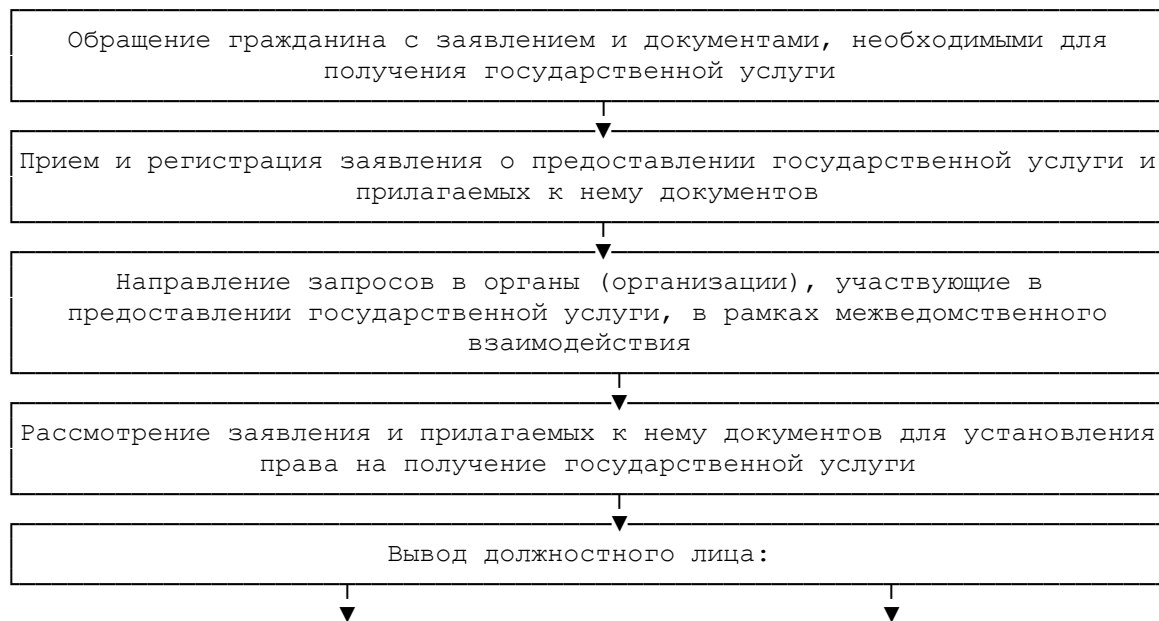 Обращение гражданина с заявлением и документами, необходимыми для
получения государственной услуги
Прием и регистрация заявления о предоставлении государственной услуги и
прилагаемых к нему документов
Направление запросов в органы (организации), участвующие в
предоставлении государственной услуги, в рамках межведомственного
взаимодействия
Рассмотрение заявления и прилагаемых к нему документов для установления
права на получение государственной услуги
Вывод должностного лица: